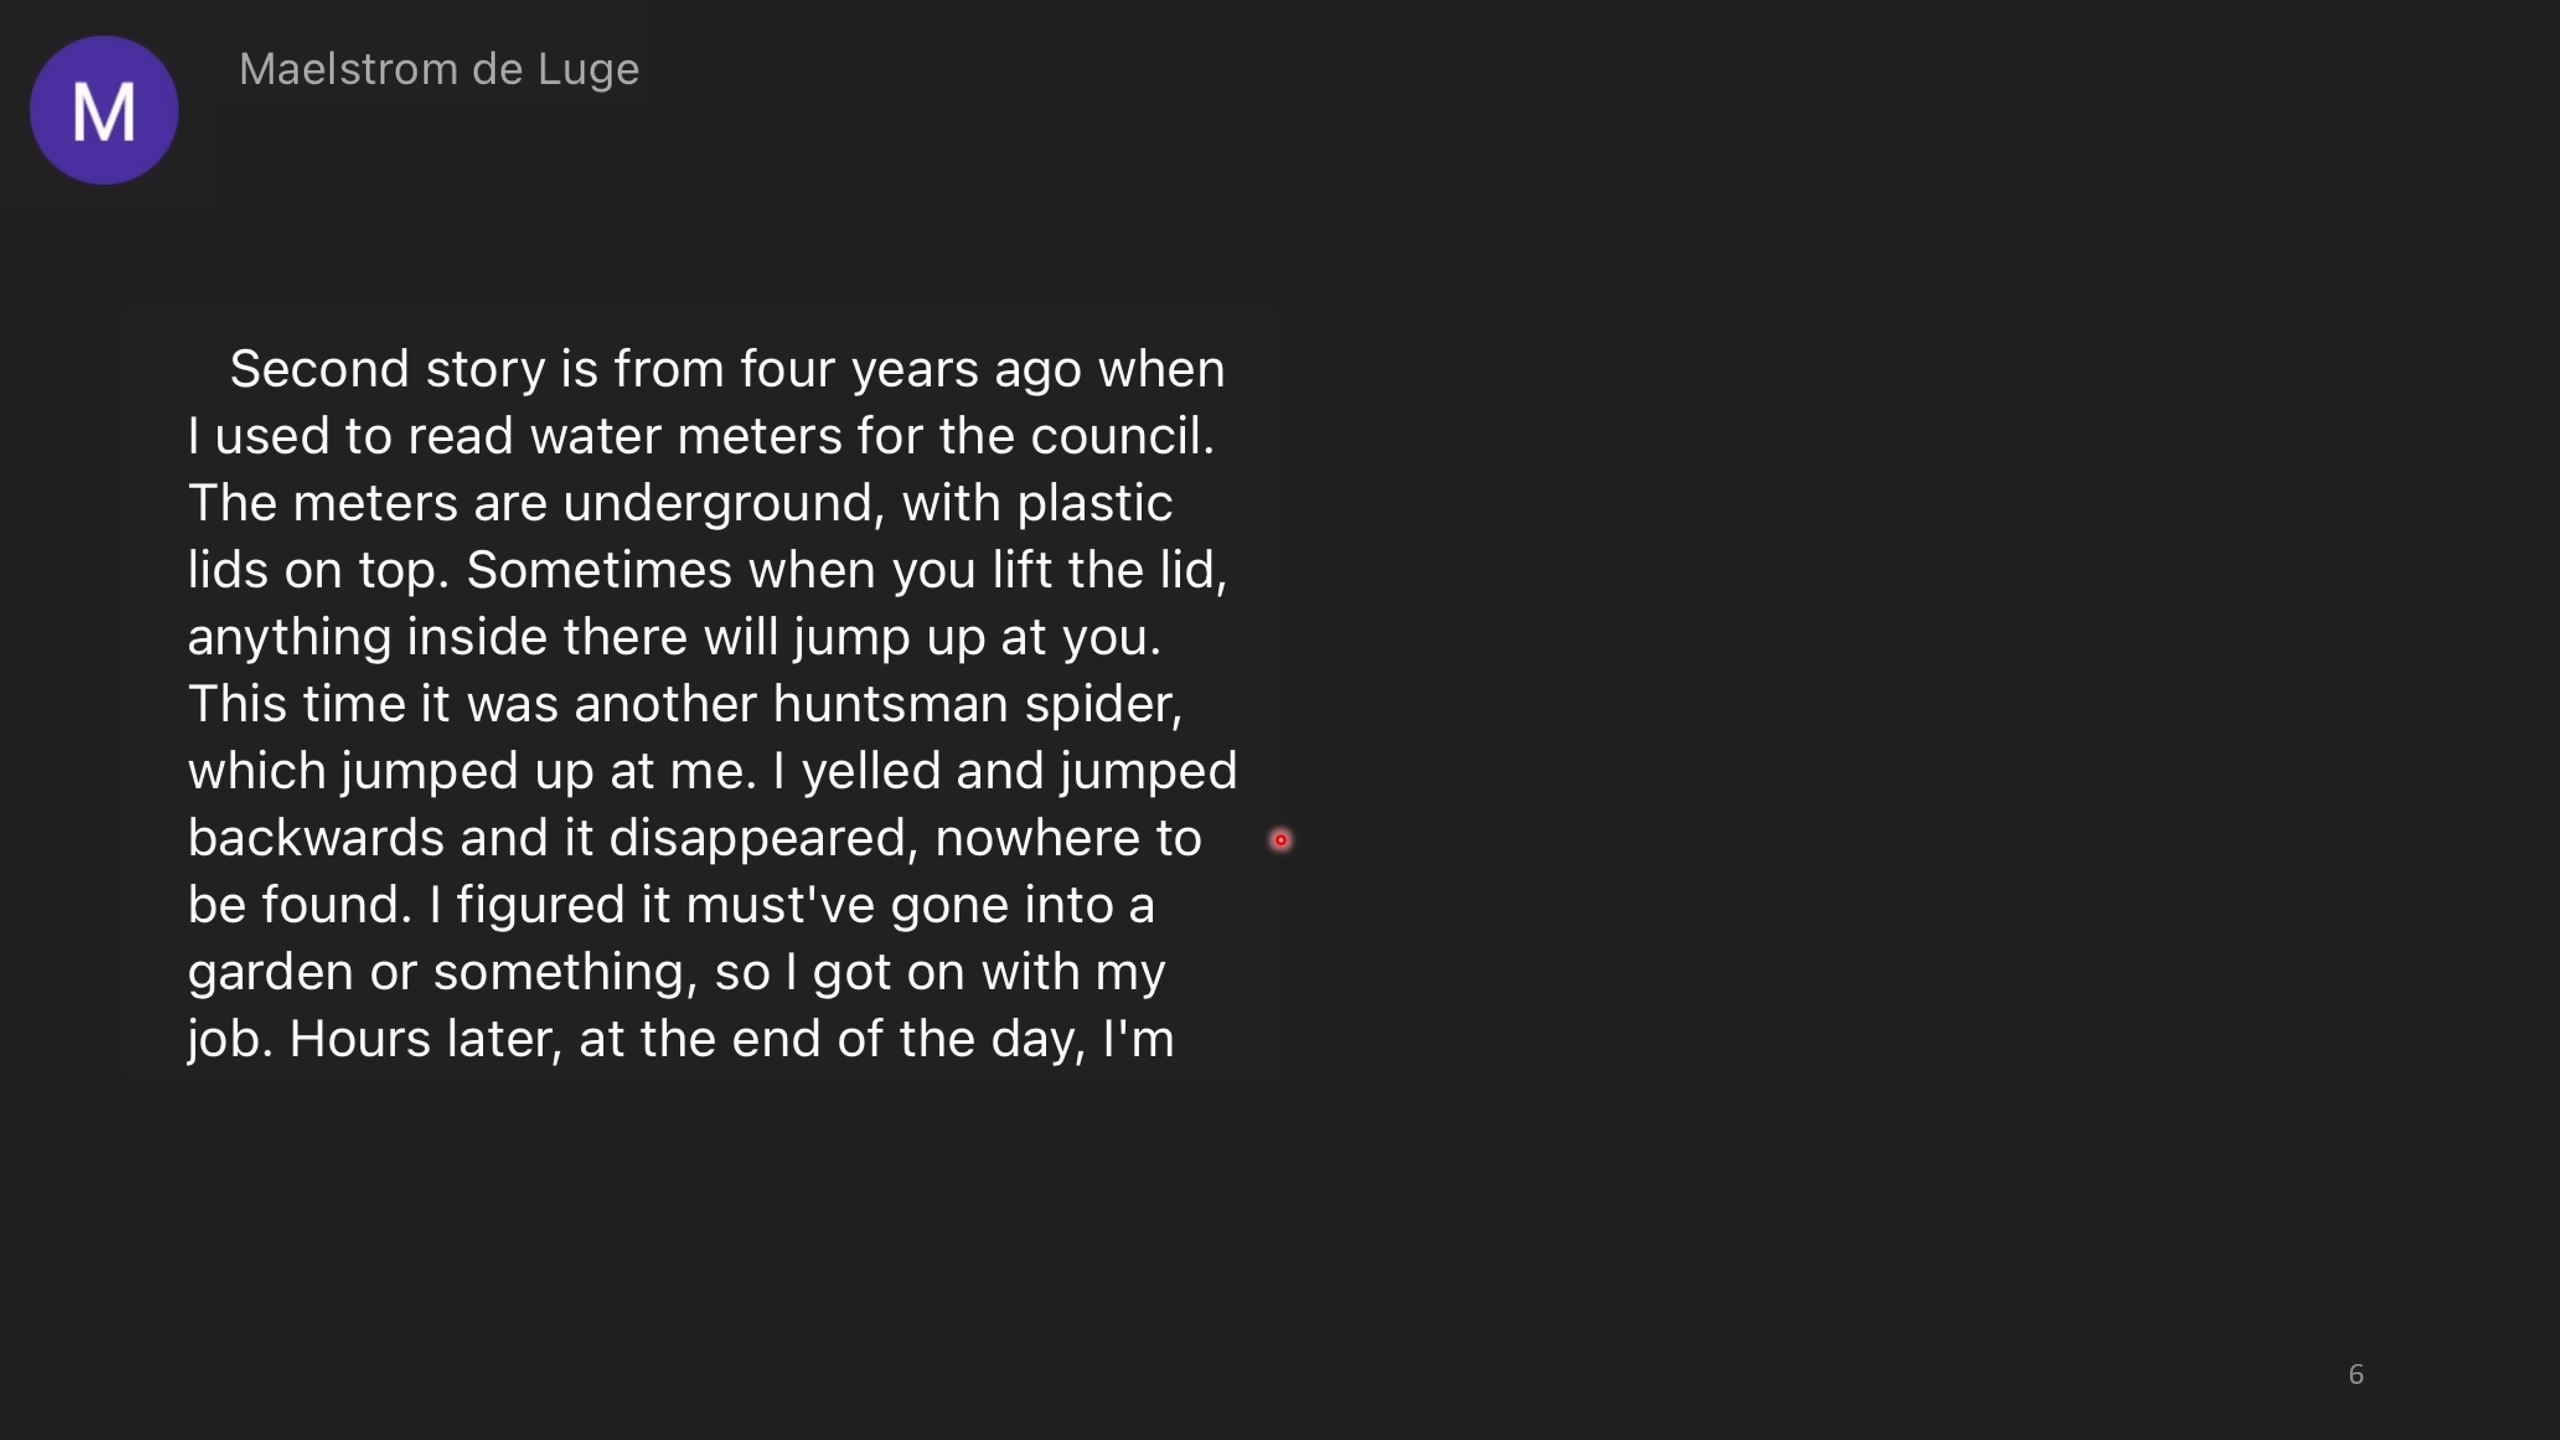 M
Maelstrom de Luge
Second story is from four years ago when
I used to read water meters for the council.
The meters are underground, with plastic
lids on top. Sometimes when you lift the lid,
anything inside there will jump up at you.
This time it was another huntsman spider,
which jumped up at me. I yelled and jumped
backwards and it disappeared, nowhere to
be found. I figured it must've gone into a
garden or something, so I got on with my
job. Hours later, at the end of the day, I'm
6